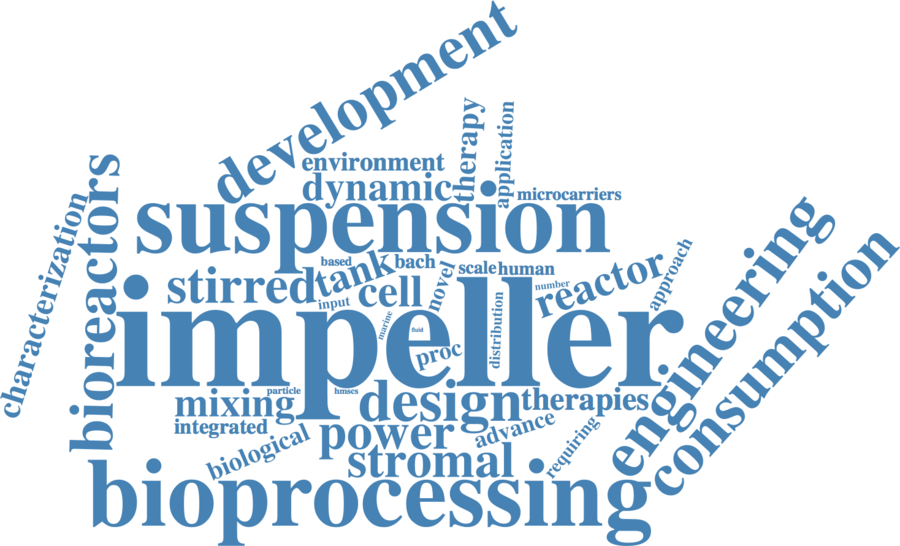 development
therapy
application
environment
dynamic
microcarriers
suspension
bioreactors
characterization
engineering
consumption
based
tank
bach
scale
human
stirred
cell
novel
number
reactor
approach
input
marine
fluid
distribution
impeller
proc
particle
hmscs
mixing
design
therapies
integrated
power
advance
requiring
biological
stromal
bioprocessing